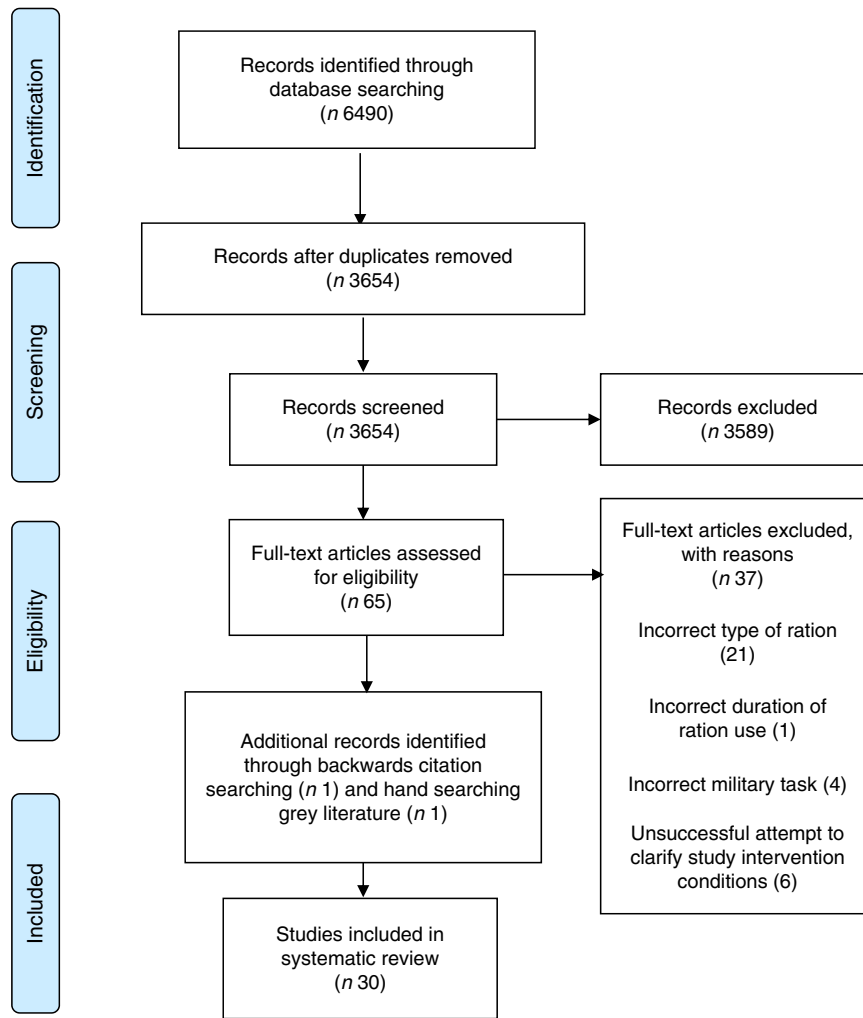 Identification
Records identified through
database searching
(n 6490)
Records after duplicates removed
(n 3654)
Screening
Records screened
(n 3654)
Records excluded
(n 3589)
Eligibility
Full-text articles assessed
for eligibility
(n 65)
Full-text articles excluded,
with reasons
(n 37)
Incorrect type of ration
(21)
Incorrect duration of
ration use (1)
Incorrect military task (4)
Unsuccessful attempt to
clarify study intervention
conditions (6)
Additional records identified
through backwards citation
searching (n 1) and hand searching
grey literature (n 1)
Included
Studies included in
systematic review
(n 30)